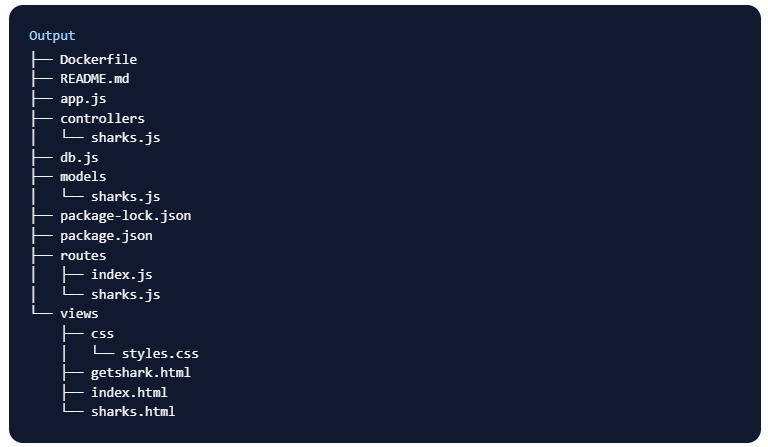 Output
├── Dockerfile
├── README.md
├── app.js
├── controllers
│   └── sharks.js
├── db.js
├── models
│   └── sharks.js
├── package-lock.json
├── package.json
├── routes
│   ├── index.js
│   └── sharks.js
└── views
    ├── css
    │   └── styles.css
    ├── getshark.html
    ├── index.html
    └── sharks.html